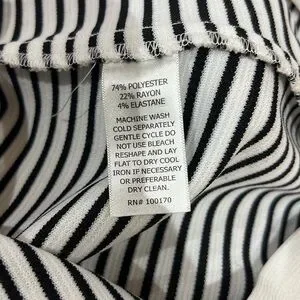 74% POLYESTER
22% RAYON
4% ELASTANE
MACHINE WASH
COLD SEPARATELY
GENTLE CYCLE DO
NOT USE BLEACH
RESHAPE AND LAY
FLAT TO DRY COOL
IRON IF NECESSARY
OR PREFERABLE
DRY CLEAN.
RN# 100170